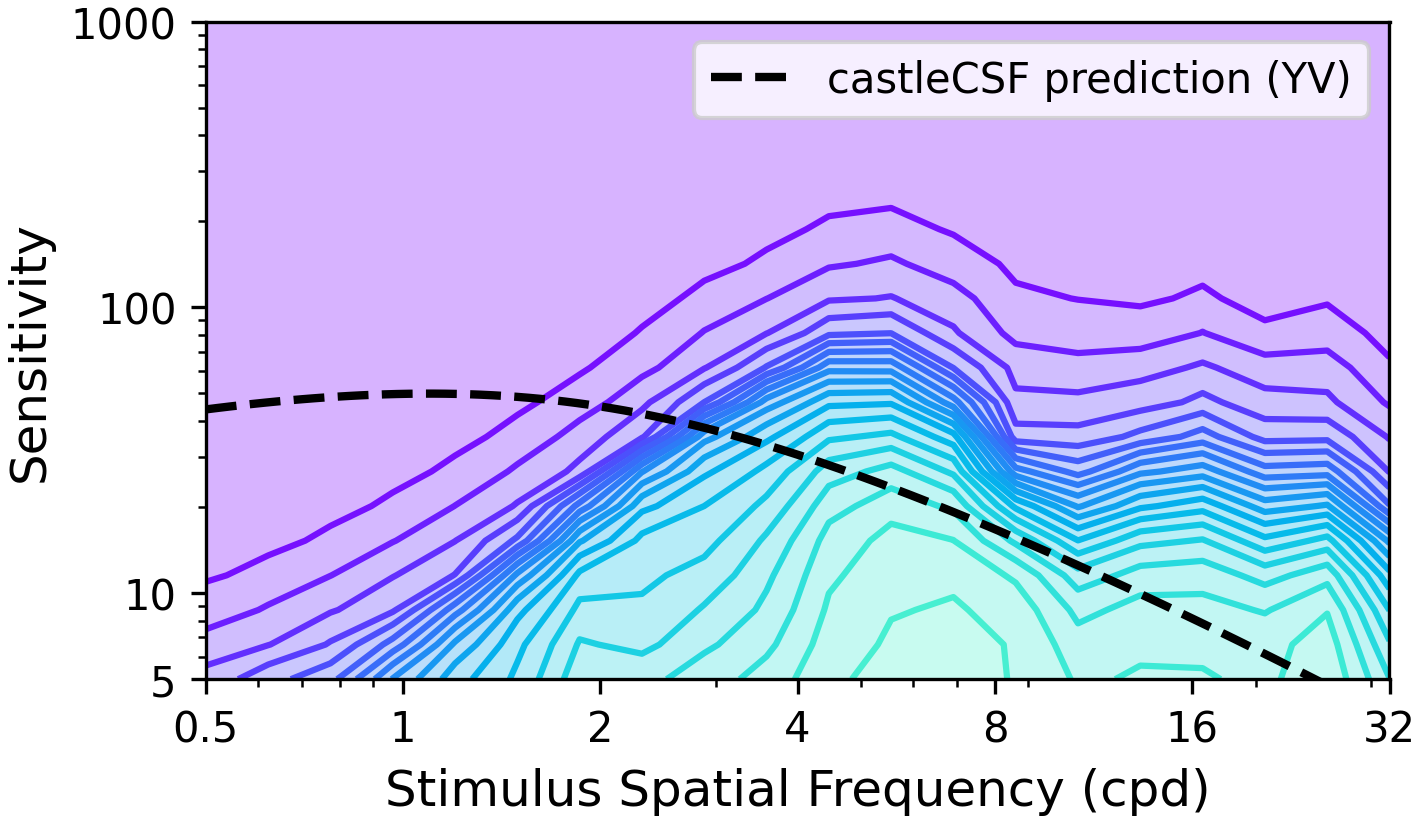 1000
100
10
5
Sensitivity
castleCSF prediction (YV)
0.5 1 2 4 8 16 32
Stimulus Spatial Frequency (cpd)